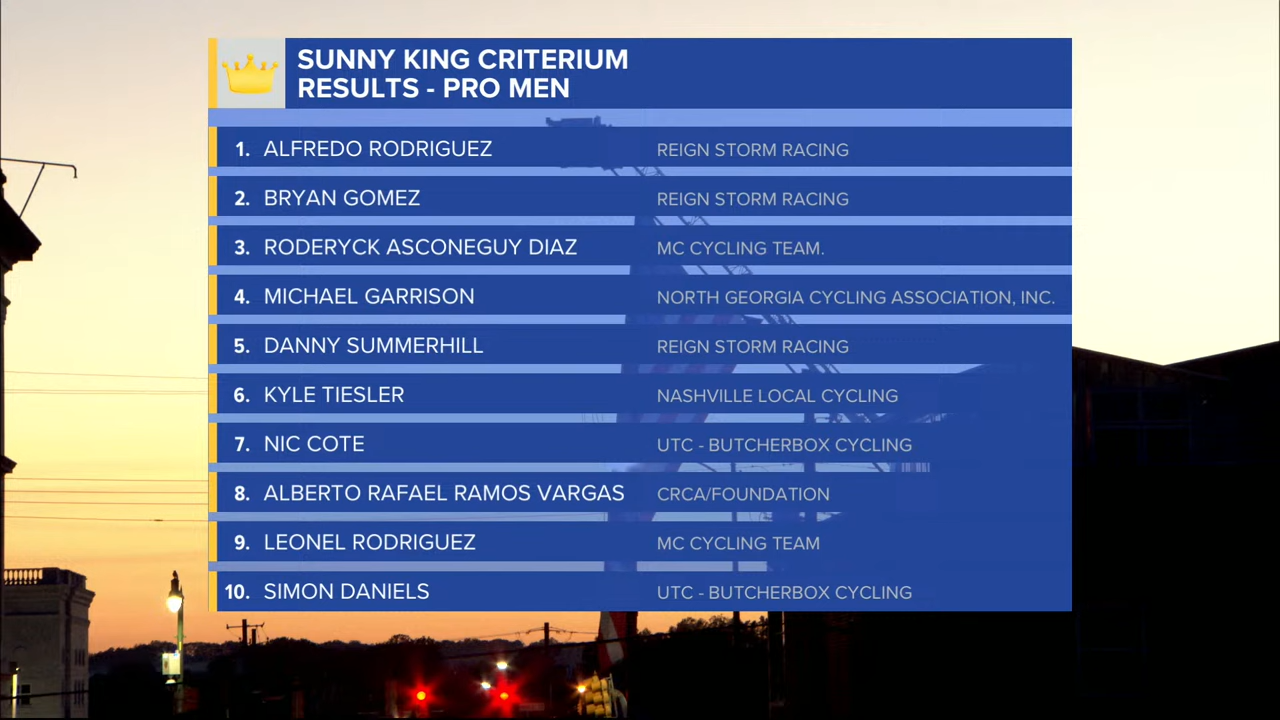 SUNNY KING CRITERIUM
RESULTS - PRO MEN
1. ALFREDO RODRIGUEZ REIGN STORM RACING
2. BRYAN GOMEZ REIGN STORM RACING
3. RODERYCK ASCONEGUY DIAZ MC CYCLING TEAM.
4. MICHAEL GARRISON NORTH GEORGIA CYCLING ASSOCIATION, INC.
5. DANNY SUMMERHILL REIGN STORM RACING
6. KYLE TIESLER NASHVILLE LOCAL CYCLING
7. NIC COTE UTC - BUTCHERBOX CYCLING
8. ALBERTO RAFAEL RAMOS VARGAS CRCA/FOUNDATION
9. LEONEL RODRIGUEZ MC CYCLING TEAM
10. SIMON DANIELS UTC - BUTCHERBOX CYCLING